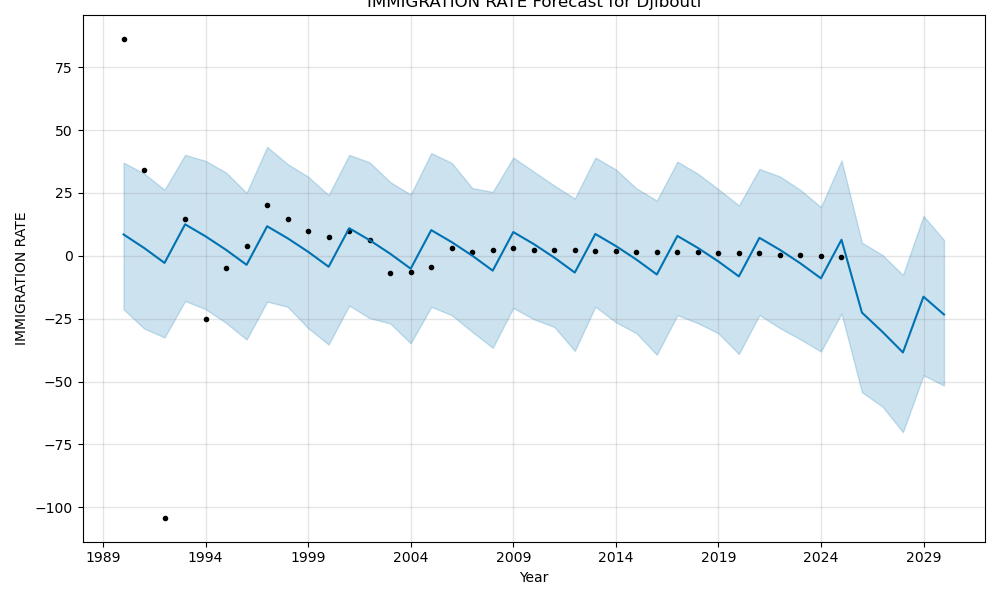 IMMIGRATION RATE Forecast for Djibouti
IMMIGRATION RATE
75
50
25
0
−25
−50
−75
−100
1989 1994 1999 2004 2009 2014 2019 2024 2029
Year